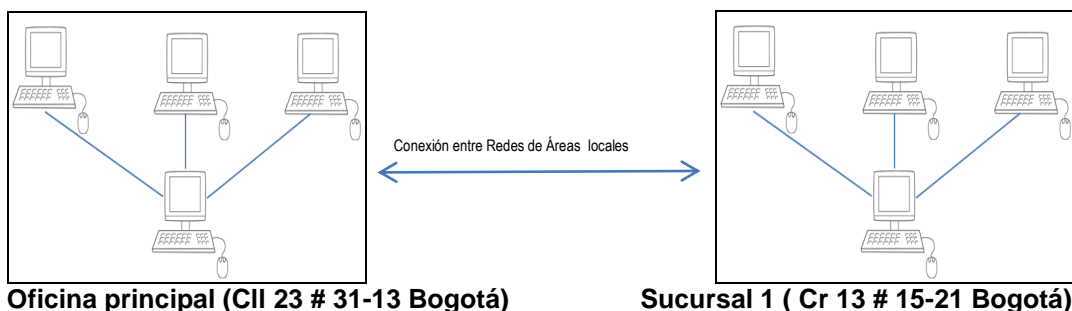 Conexión entre Redes de Áreas locales
Oficina principal (Cll 23 # 31-13 Bogotá)
Sucursal 1 ( Cr 13 # 15-21 Bogotá)